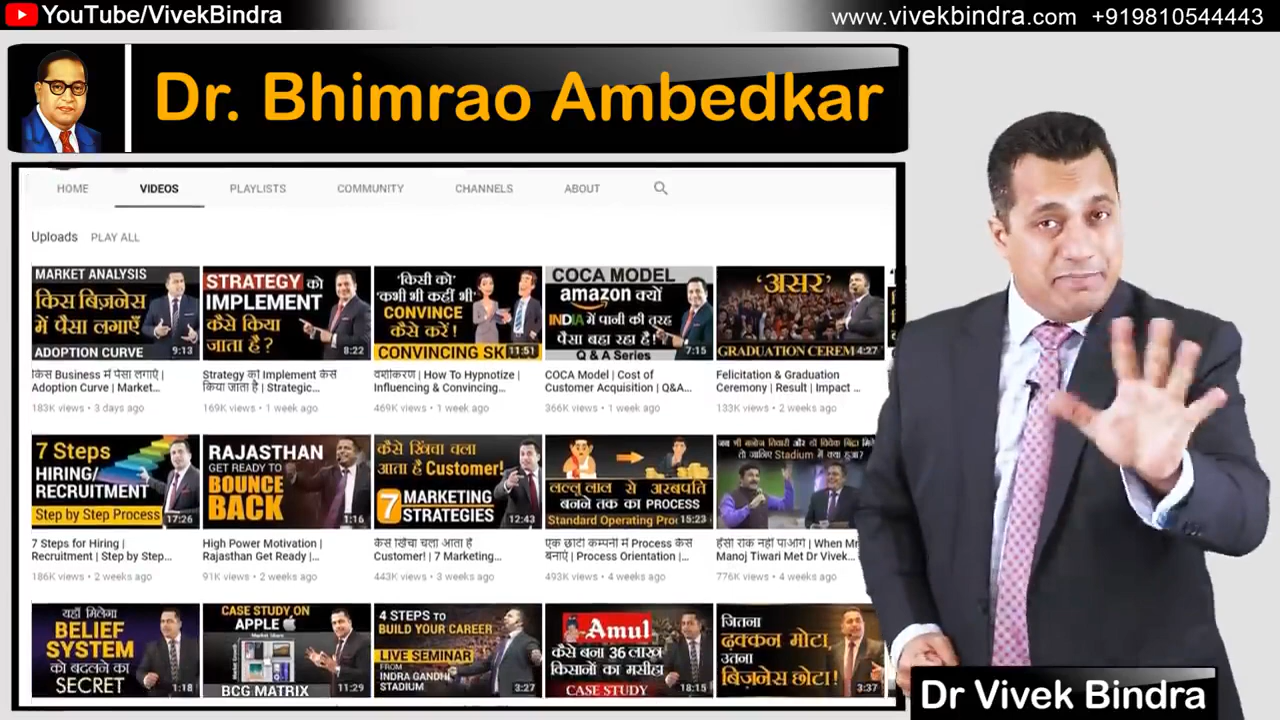 YouTube/VivekBindra
www.vivekbindra.com +919810544443
Dr. Bhimrao Ambedkar
HOME VIDEOS PLAYLISTS COMMUNITY CHANNELS ABOUT
Uploads PLAY ALL
MARKET ANALYSIS
किस बिज़नेस
में पैसा लगाएँ
ADOPTION CURVE 9:13
STRATEGY को
IMPLEMENT
कैसे किया
जाता है ?
8:22
'किसी को'
'कभी भी कहीं भी'
CONVINCE
कैसे करें !
CONVINCING SK 11:51
COCA MODEL
amazon क्यों
INDIA में पानी की तरह
पैसा बहा रहा है!
7:15
Q & A Series
'असर'
GRADUATION CEREM 4:27
किस Business में पैसा लगाएं |
Adoption Curve | Market...
183K views • 3 days ago
Strategy को Implement कैसे
किया जाता है | Strategic...
169K views • 1 week ago
वशीकरण | How To Hypnotize |
Influencing & Convincing...
469K views • 1 week ago
COCA Model | Cost of
Customer Acquisition | Q&A...
366K views • 1 week ago
Felicitation & Graduation
Ceremony | Result | Impact ...
133K views • 2 weeks ago
7 Steps
HIRING/
RECRUITMENT
Step by Step Process 17:26
RAJASTHAN
GET READY TO
BOUNCE
BACK
1:16
कैसे खिंचा चला
आता है Customer!
7 MARKETING
STRATEGIES
12:43
लल्लू लाल से अरबपति
बनने तक का PROCESS
Standard Operating Pro 15:23
7 Steps for Hiring |
Recruitment | Step by Step...
186K views • 2 weeks ago
High Power Motivation |
Rajasthan Get Ready |...
91K views • 2 weeks ago
कैसे खिंचा चला आता है
Customer! | 7 Marketing...
443K views • 3 weeks ago
एक छोटी कम्पनी में Process कैसे
बनाएं | Process Orientation |...
493K views • 4 weeks ago
हँसी रोक नहीं पाओगे | When Mr
Manoj Tiwari Met Dr Vivek...
776K views • 4 weeks ago
यहाँ मिलेगा
BELIEF
SYSTEM
को बदलने का
SECRET
1:18
CASE STUDY ON
APPLE
Market Share
BCG MATRIX 11:29
4 STEPS TO
BUILD YOUR CAREER
LIVE SEMINAR
FROM
INDRA GANDHI
STADIUM
3:27
Amul
कैसे बना 36 लाख
किसानों का मसीहा
CASE STUDY 18:15
जितना
ढक्कन मोटा,
उतना
बिज़नेस छोटा!
3:37
Dr Vivek Bindra